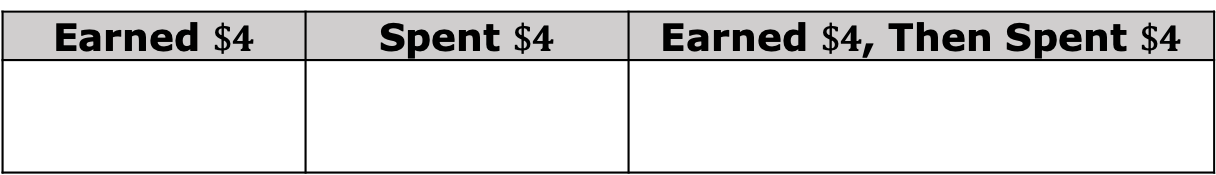 Earned $4
Spent $4
Earned $4, Then Spent $4